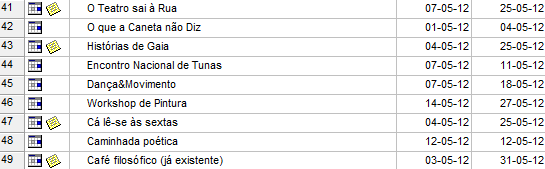 41 O Teatro sai à Rua 07-05-12 25-05-12
42 O que a Caneta não Diz 01-05-12 04-05-12
43 Histórias de Gaia 04-05-12 25-05-12
44 Encontro Nacional de Tunas 07-05-12 11-05-12
45 Dança&Movimento 07-05-12 18-05-12
46 Workshop de Pintura 14-05-12 27-05-12
47 Cá lê-se às sextas 04-05-12 25-05-12
48 Caminhada poética 12-05-12 12-05-12
49 Café filosófico (já existente) 03-05-12 31-05-12